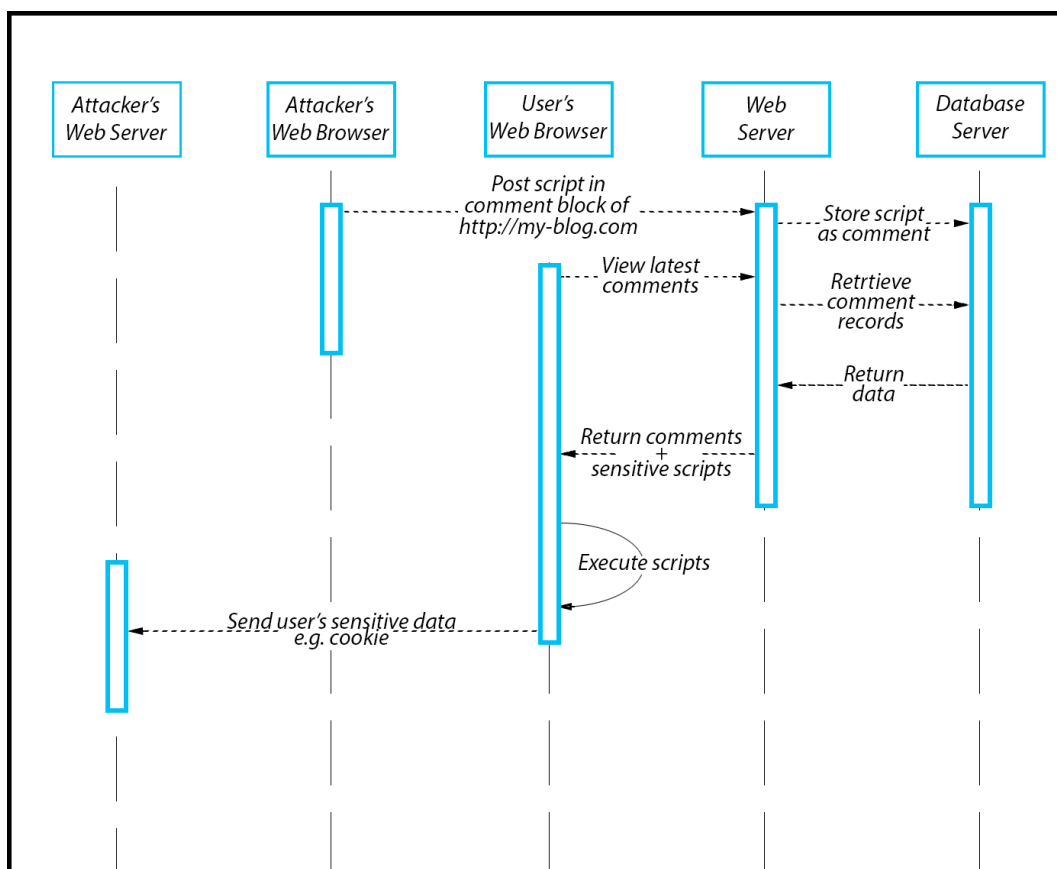 Attacker's
Web Server
Attacker's
Web Browser
User's
Web Browser
Web
Server
Database
Server
Post script in
comment block of
http://my-blog.com
Store script
as comment
View latest
comments
Retrtieve
comment
records
Return
data
Return comments
+
sensitive scripts
Execute scripts
Send user's sensitive data
e.g. cookie